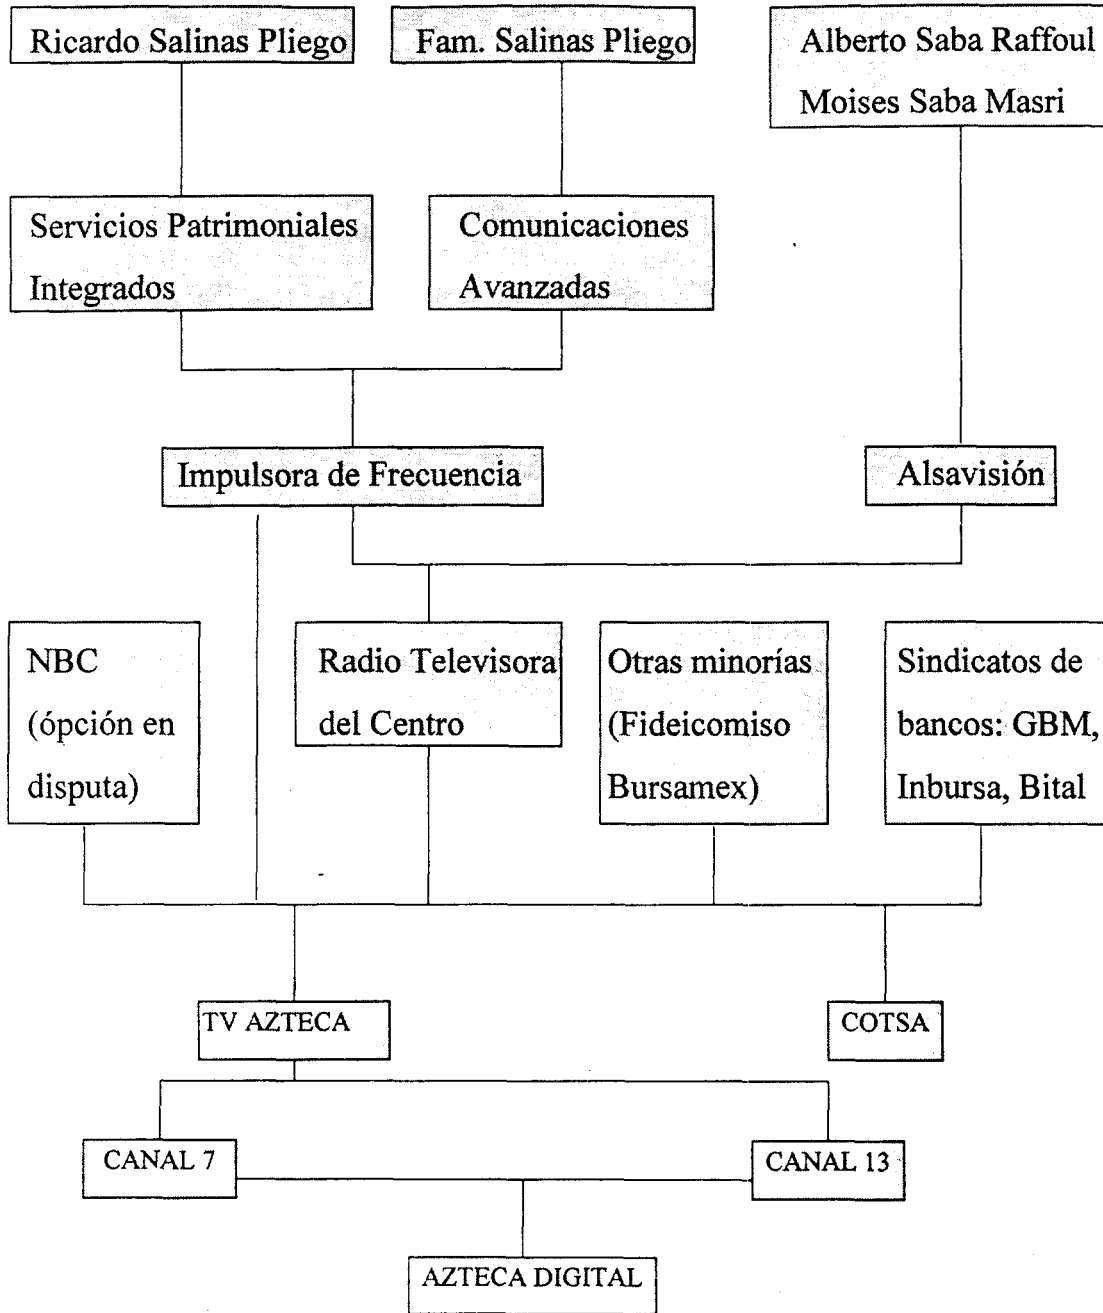 Ricardo Salinas Pliego
Fam. Salinas Pliego
Alberto Saba Raffoul
Moises Saba Masri
Servicios Patrimoniales
Integrados
Comunicaciones
Avanzadas
Impulsora de Frecuencia
Alsavisión
NBC
(ópción en
disputa)
Radio Televisora
del Centro
Otras minorías
(Fideicomiso
Bursamex)
Sindicatos de
bancos: GBM,
Inbursa, Bital
TV AZTECA
COTSA
CANAL 7
CANAL 13
AZTECA DIGITAL